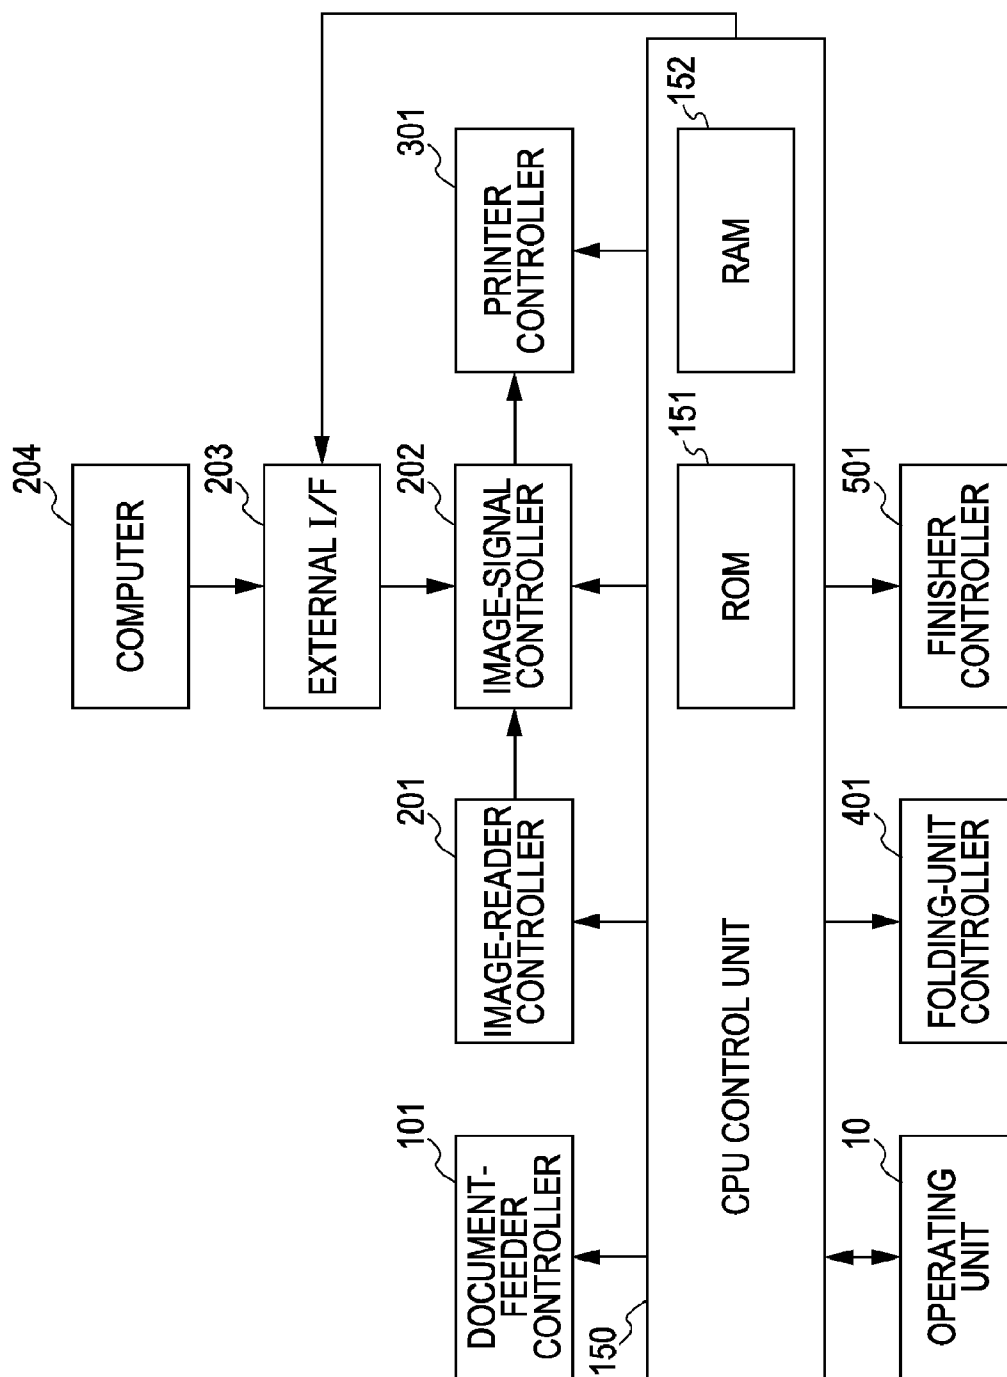 204
COMPUTER
203
EXTERNAL I/F
101
DOCUMENT-
FEEDER
CONTROLLER
201
IMAGE-READER
CONTROLLER
202
IMAGE-SIGNAL
CONTROLLER
301
PRINTER
CONTROLLER
150
CPU CONTROL UNIT
151
ROM
152
RAM
10
OPERATING
UNIT
401
FOLDING-UNIT
CONTROLLER
501
FINISHER
CONTROLLER